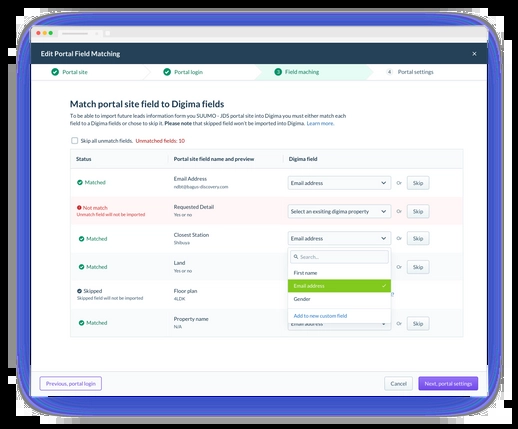 Edit Portal Field Matching
Portal site
Portal login
3 Field maching
4 Portal settings
Match portal site field to Digima fields
To be able to import future leads information form you SUUMO - JDS portal site into Digima you must either match each
field to a Digima fields or chose to skip it. Please note that skipped field won't be imported into Digima. Learn more.
Skip all unmatch fields. Unmatched fields: 10
Status Portal site field name and preview Digima field
Matched Email Address Email address Or Skip
ndbi@bagus-discovery.com
Not match Requested Detail Select an exsiting digima property Or Skip
Unmatch field will not be imported Yes or no
Matched Closest Station Email address Or Skip
Shibuya
Search...
Matched Land Or Skip
Yes or no
First name
Email address
Skipped Floor plan
Skipped field will not be imported 4LDK
Gender
Add to new custom field
Matched Property name Email address Or Skip
N/A
Previous, portal login Cancel Next, portal settings